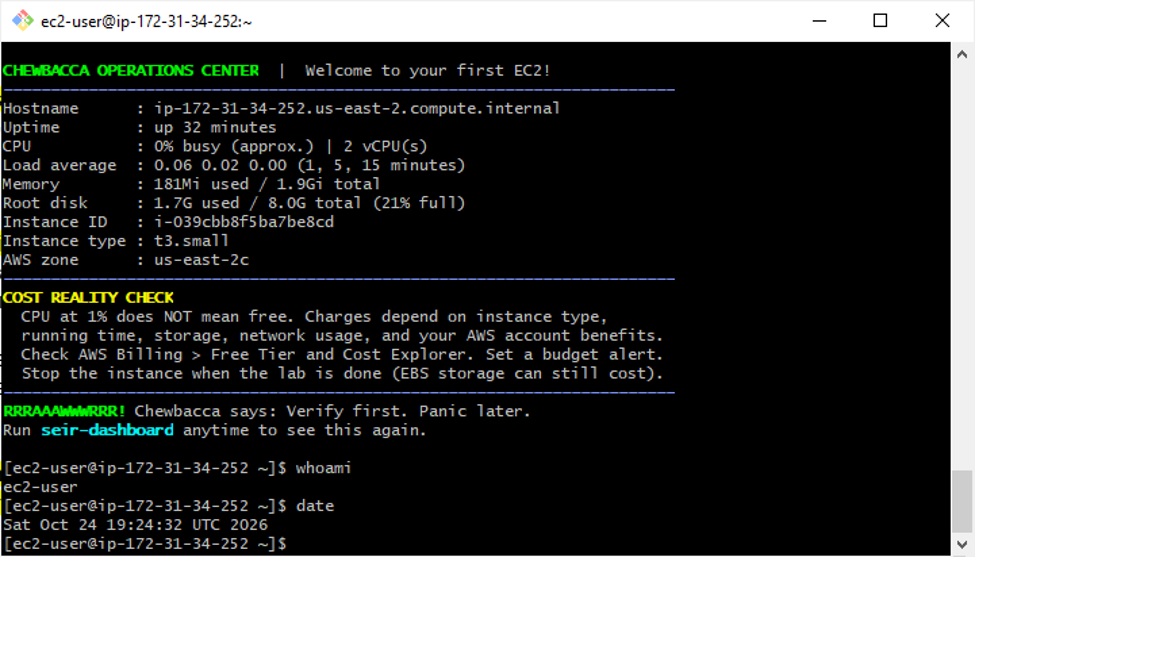 ec2-user@ip-172-31-34-252:~
CHEWBACCA OPERATIONS CENTER | Welcome to your first EC2!
Hostname : ip-172-31-34-252.us-east-2.compute.internal
Uptime : up 32 minutes
CPU : 0% busy (approx.) | 2 vCPU(s)
Load average : 0.06 0.02 0.00 (1, 5, 15 minutes)
Memory : 181Mi used / 1.9Gi total
Root disk : 1.7G used / 8.0G total (21% full)
Instance ID : i-039cbb8f5ba7be8cd
Instance type : t3.small
AWS zone : us-east-2c
COST REALITY CHECK
CPU at 1% does NOT mean free. Charges depend on instance type,
running time, storage, network usage, and your AWS account benefits.
Check AWS Billing > Free Tier and Cost Explorer. Set a budget alert.
Stop the instance when the lab is done (EBS storage can still cost).
RRRAAAWWWRRR! Chewbacca says: Verify first. Panic later.
Run seir-dashboard anytime to see this again.
[ec2-user@ip-172-31-34-252 ~]$ whoami
ec2-user
[ec2-user@ip-172-31-34-252 ~]$ date
Sat Oct 24 19:24:32 UTC 2026
[ec2-user@ip-172-31-34-252 ~]$